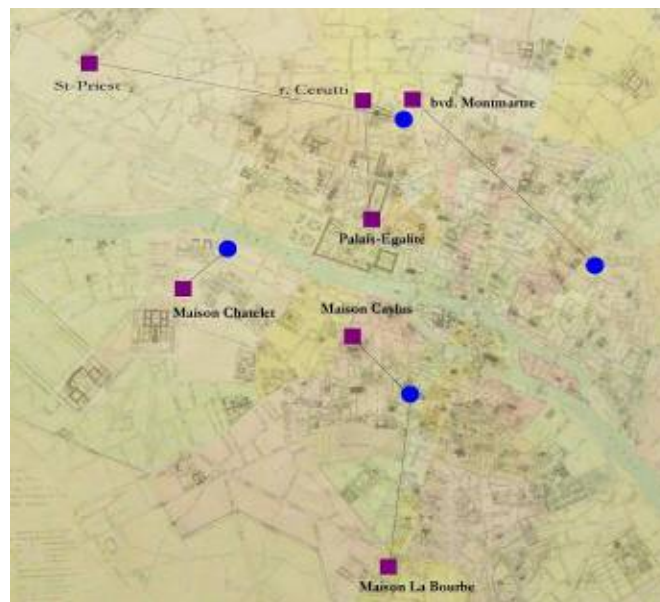 St-Priest
r. Cerutti
bvd. Montmartre
Palais-Egalité
Maison Chatelet
Maison Caylus
Maison La Bourbe